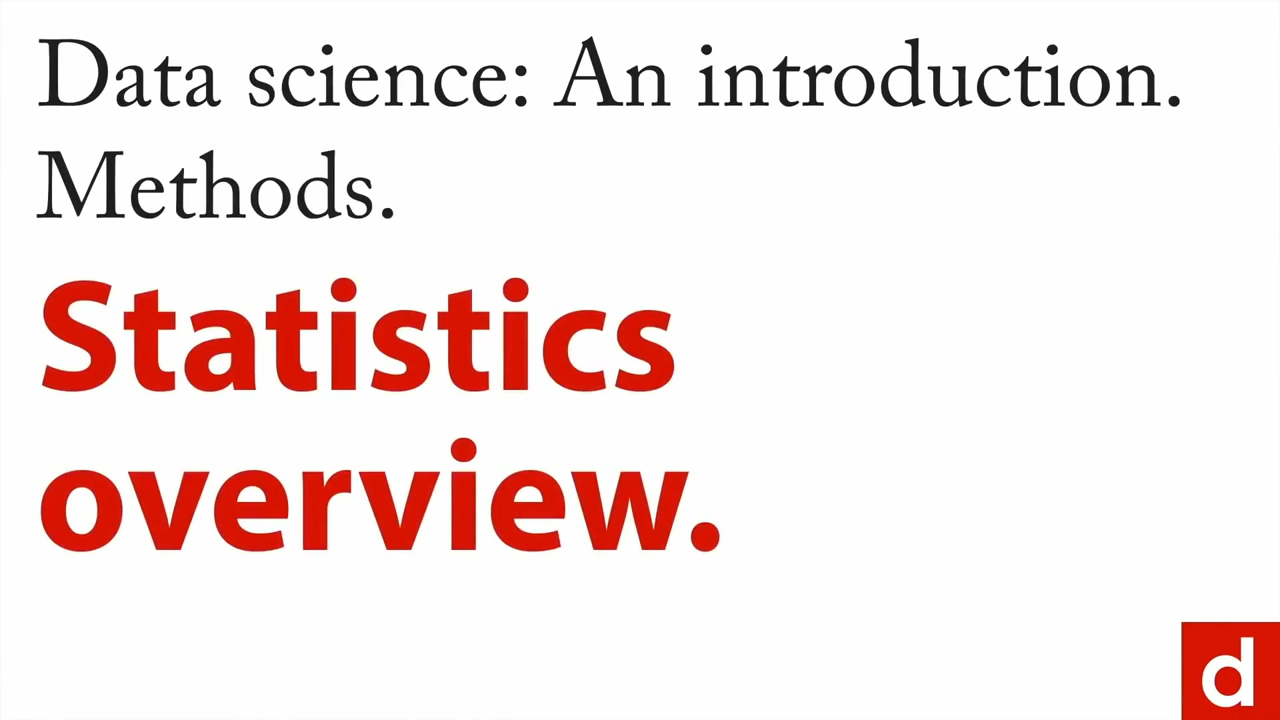 Data science: An introduction.
Methods.
Statistics
overview.
d